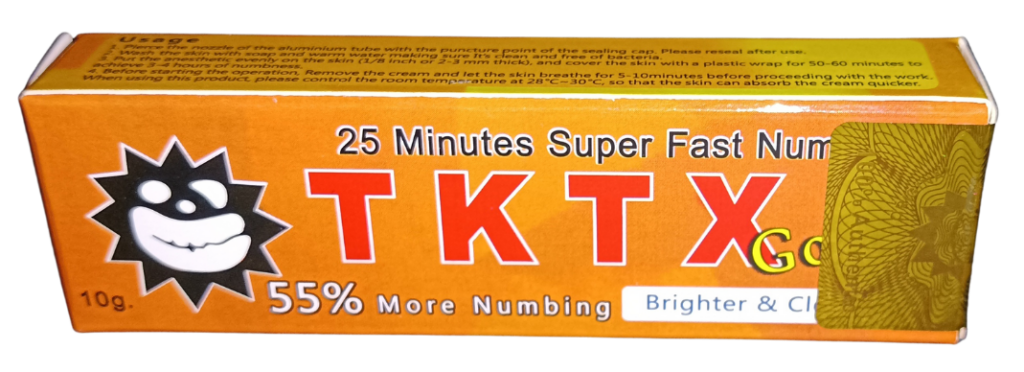 Usage
1. Pierce the nozzle of the aluminium tube with the puncture point of the sealing cap. Please reseal after use.
2. Wash the skin with soap and warm water making sure it's clean and free of bacteria.
3. Put the anesthetic evenly on the skin (1/8 inch or 2-3 mm thick), and cover the skin with a plastic wrap for 50-60 minutes to
achieve 3-4 hours of numbness.
4. Before starting the operation, Remove the cream and let the skin breathe for 5-10minutes before proceeding with the work.
When using this product, please control the room temperature at 28°C~30°C, so that the skin can absorb the cream quicker.
25 Minutes Super Fast Num
TKTX
Go
55% More Numbing
Brighter & Cl
10g.